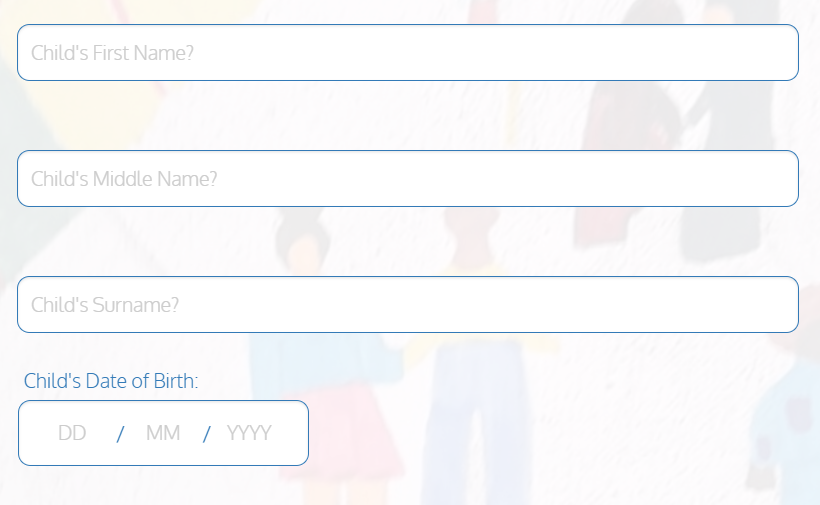 Child's First Name?
Child's Middle Name?
Child's Surname?
Child's Date of Birth:
DD / MM / YYYY